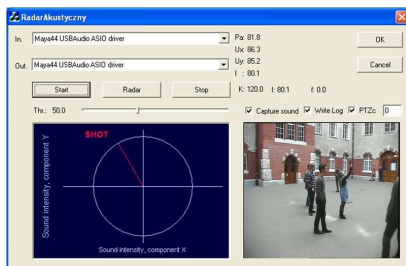 RadarAkustyczny
In. Maya44 USBAudio ASIO driver
Out. Maya44 USBAudio ASIO driver
Pa: 81.8
Ux: 86.3
Uy: 85.2
I : 80.1
K: 120.0 I: 80.1 f: 0.0
OK
Cancel
Start Radar Stop
Thr.: 50.0
Capture sound Write Log PTZc 0
SHOT
Sound intensity, component Y
Sound intensity, component X